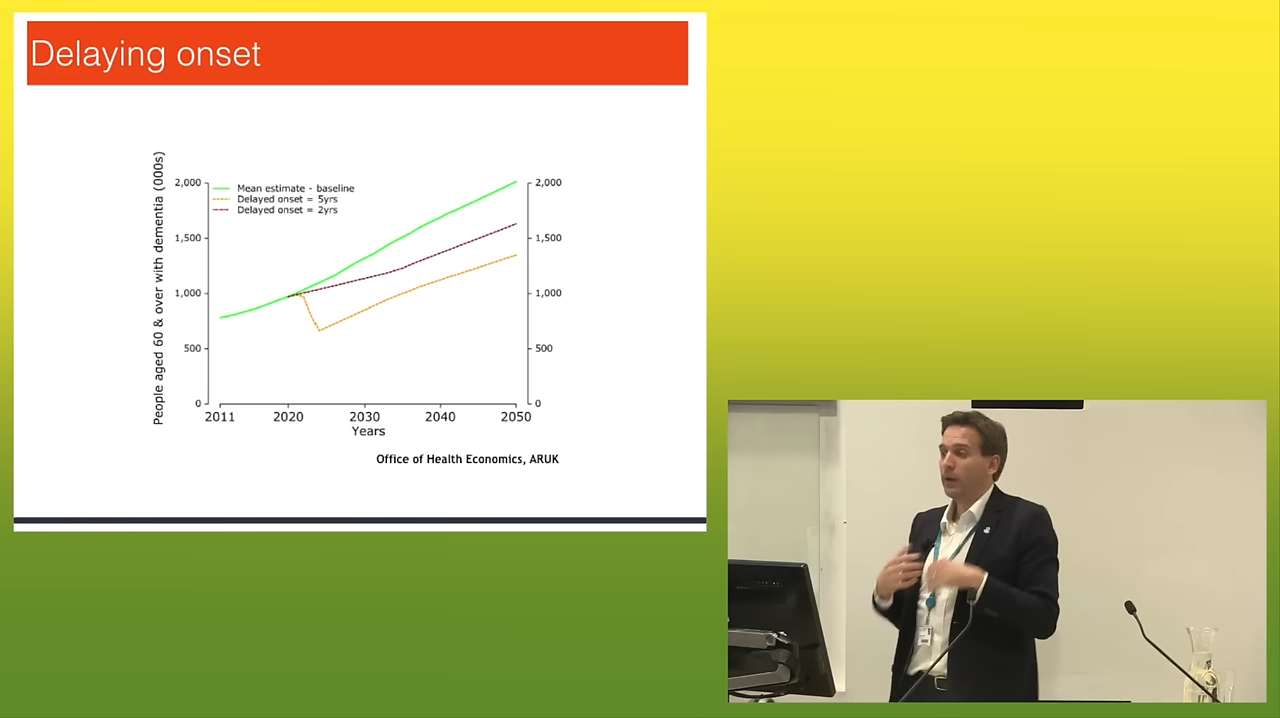 Delaying onset
People aged 60 & over with dementia (000s)
2,000
1,500
1,000
500
0
Mean estimate - baseline
Delayed onset = 5yrs
Delayed onset = 2yrs
2,000
1,500
1,000
500
0
2011 2020 2030 2040 2050
Years
Office of Health Economics, ARUK